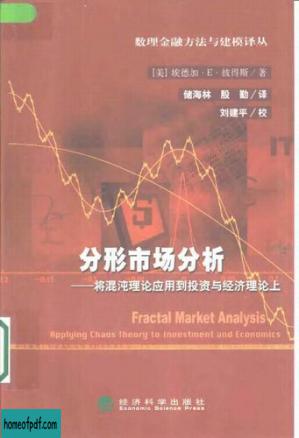 数理金融方法与建模译丛
[美] 埃德加·E·彼得斯／著
储海林 殷 勤／译
刘建平／校
分形市场分析
——将混沌理论应用到投资与经济理论上
Fractal Market Analysis
Applying Chaos Theory to Investment and Economics
经济科学出版社
Economic Science Press
homeofpdf.com